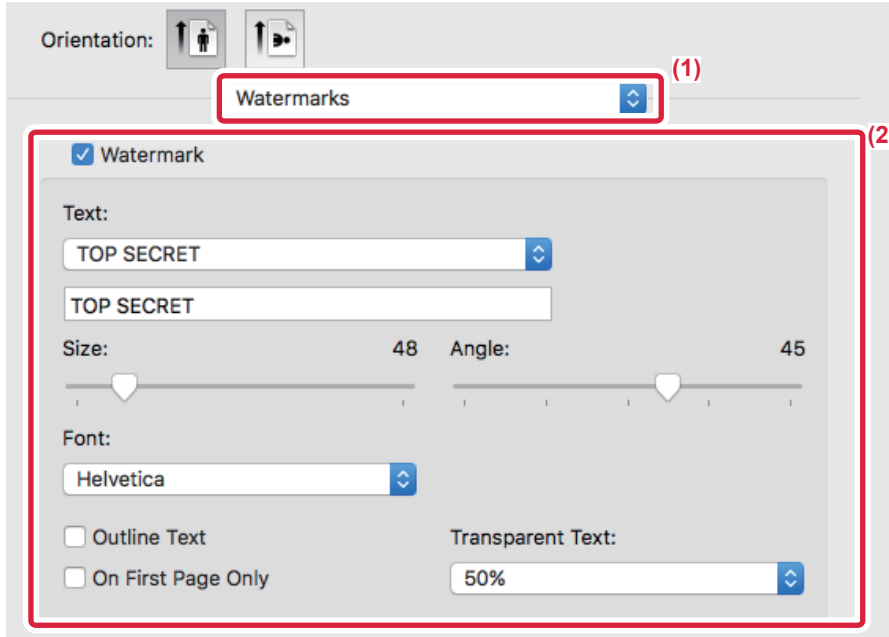 Orientation:
(1)
Watermarks
(2
Watermark
Text:
TOP SECRET
TOP SECRET
Size: 48 Angle: 45
Font:
Helvetica
Outline Text Transparent Text:
On First Page Only 50%